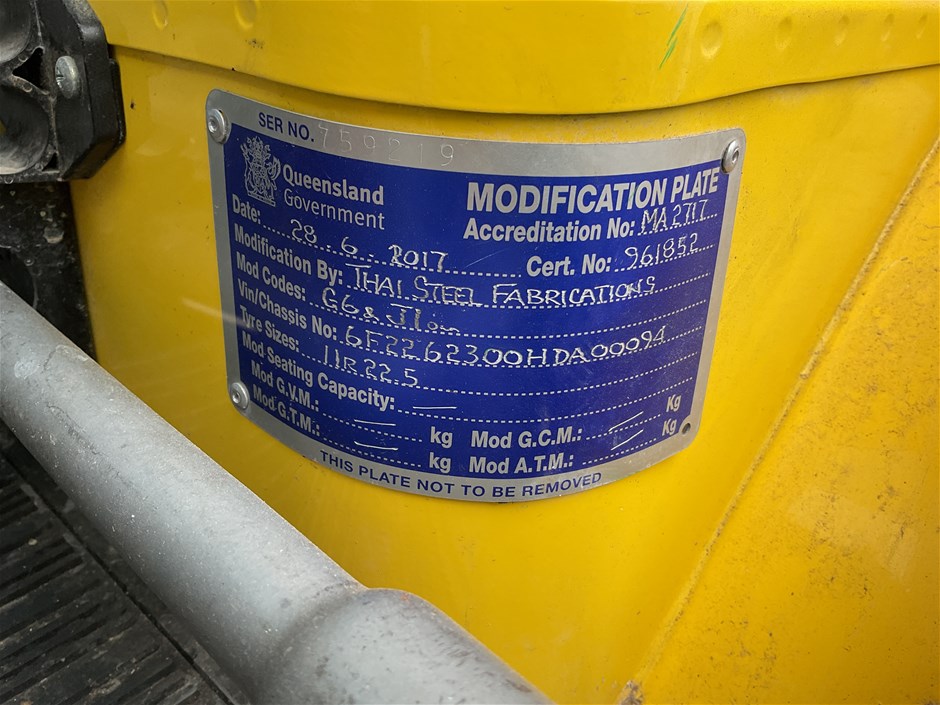 SER NO. 759219
Queensland
Government
MODIFICATION PLATE
Accreditation No: MA2717
Date: 28.6.2017
Cert. No: 961852
Modification By: THAI STEEL FABRICATIONS
Mod Codes: G6 & J1
Vin/Chassis No: 6F2262300HDA00094
Tyre Sizes: 11R22.5
Mod Seating Capacity: —
Mod G.V.M.: — kg Mod G.C.M.: — Kg
Mod G.T.M.: — kg Mod A.T.M.: — Kg
THIS PLATE NOT TO BE REMOVED